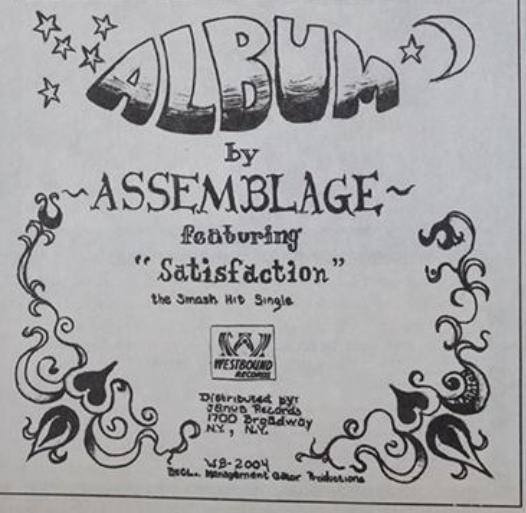 ALBUM
by
~ASSEMBLAGE~
featuring
"Satisfaction"
the Smash Hit Single
WESTBOUND
RECORDS
Distributed by:
Janus Records
1700 Broadway
N.Y., N.Y.
WB-2004
Management Productions